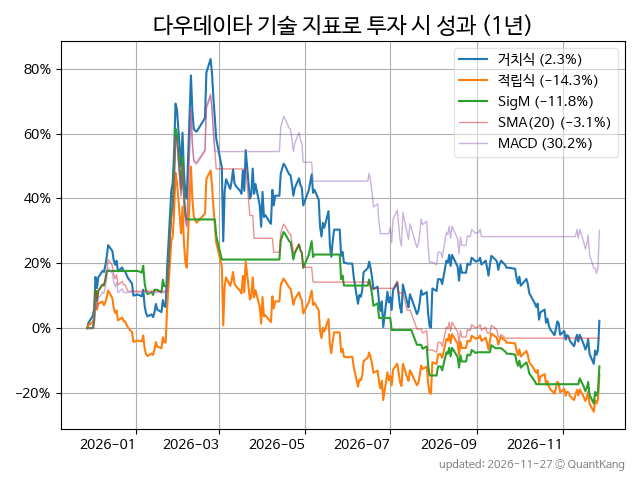 다우데이타 기술 지표로 투자 시 성과 (1년)
거치식 (2.3%)
적립식 (−14.3%)
SigM (−11.8%)
SMA(20) (−3.1%)
MACD (30.2%)
80%
60%
40%
20%
0%
−20%
2026-01 2026-03 2026-05 2026-07 2026-09 2026-11
updated: 2026-11-27 © QuantKang